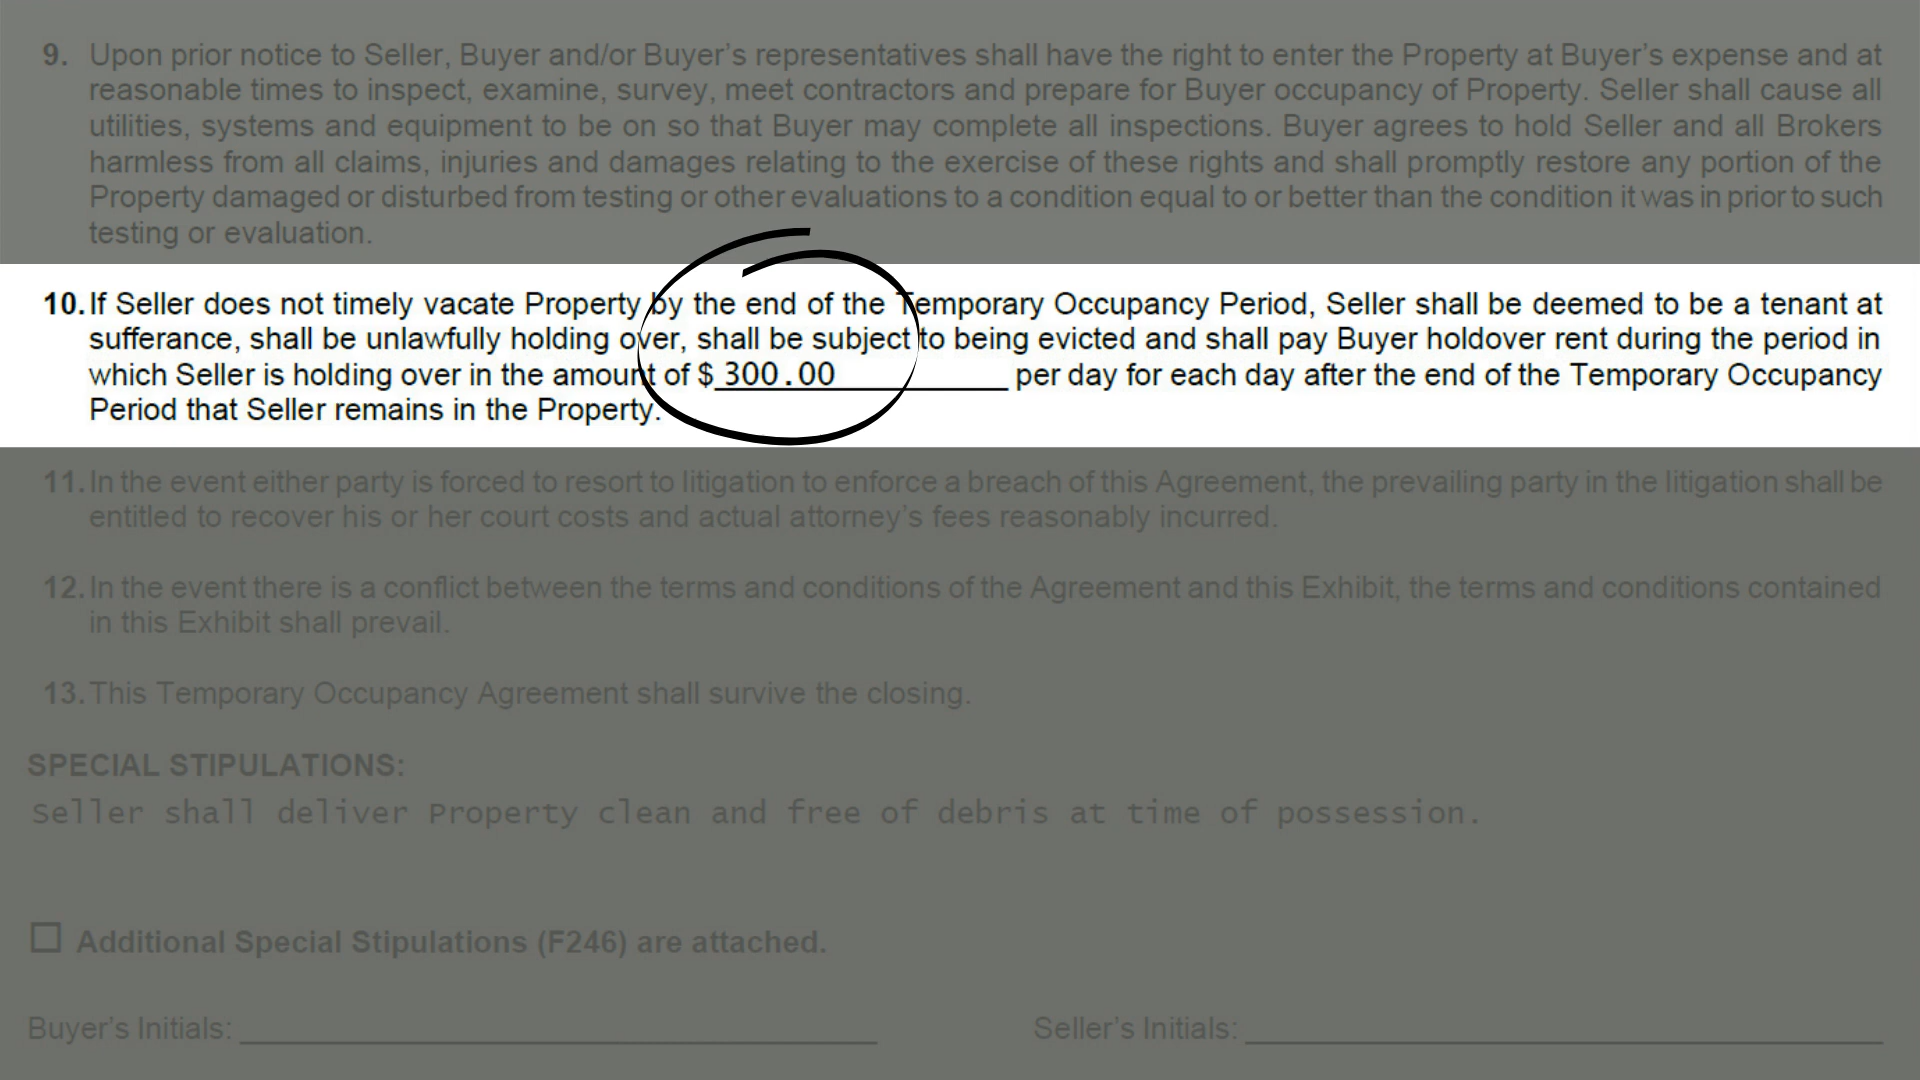 9. Upon prior notice to Seller, Buyer and/or Buyer's representatives shall have the right to enter the Property at Buyer's expense and at
reasonable times to inspect, examine, survey, meet contractors and prepare for Buyer occupancy of Property. Seller shall cause all
utilities, systems and equipment to be on so that Buyer may complete all inspections. Buyer agrees to hold Seller and all Brokers
harmless from all claims, injuries and damages relating to the exercise of these rights and shall promptly restore any portion of the
Property damaged or disturbed from testing or other evaluations to a condition equal to or better than the condition it was in prior to such
testing or evaluation.
10. If Seller does not timely vacate Property by the end of the Temporary Occupancy Period, Seller shall be deemed to be a tenant at
sufferance, shall be unlawfully holding over, shall be subject to being evicted and shall pay Buyer holdover rent during the period in
which Seller is holding over in the amount of $ 300.00 per day for each day after the end of the Temporary Occupancy
Period that Seller remains in the Property.
11. In the event either party is forced to resort to litigation to enforce a breach of this Agreement, the prevailing party in the litigation shall be
entitled to recover his or her court costs and actual attorney's fees reasonably incurred.
12. In the event there is a conflict between the terms and conditions of the Agreement and this Exhibit, the terms and conditions contained
in this Exhibit shall prevail.
13. This Temporary Occupancy Agreement shall survive the closing.
SPECIAL STIPULATIONS:
Seller shall deliver Property clean and free of debris at time of possession.
☐ Additional Special Stipulations (F246) are attached.
Buyer's Initials: Seller's Initials: